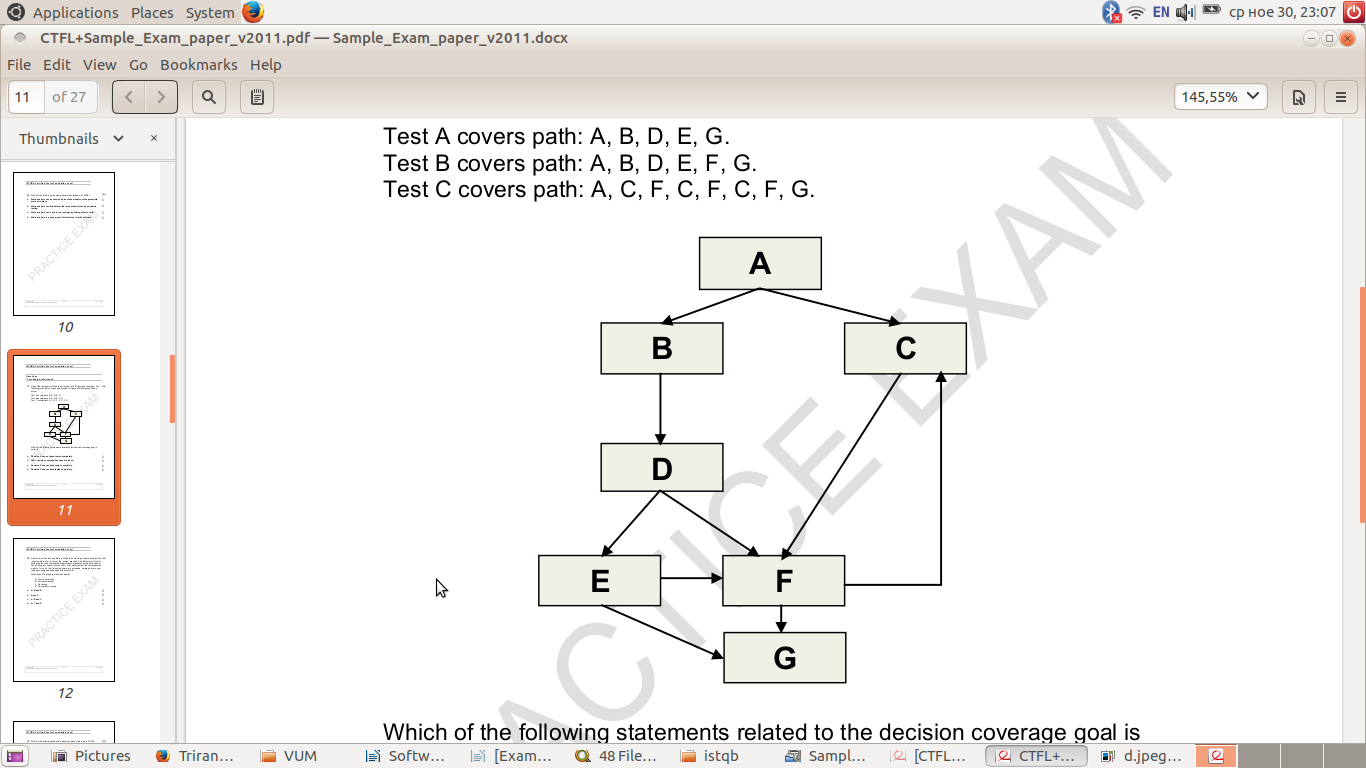 Applications Places System EN ср ное 30, 23:07
CTFL+Sample_Exam_paper_v2011.pdf — Sample_Exam_paper_v2011.docx
File Edit View Go Bookmarks Help
11 of 27 145,55%
Thumbnails
10
11
12
Test A covers path: A, B, D, E, G.
Test B covers path: A, B, D, E, F, G.
Test C covers path: A, C, F, C, F, C, F, G.
A
B C
D
E F
G
Which of the following statements related to the decision coverage goal is
PRACTICE EXAM
Pictures Triran… VUM Softw… [Exam… 48 File… istqb Sampl… [CTFL… CTFL+… d.jpeg…